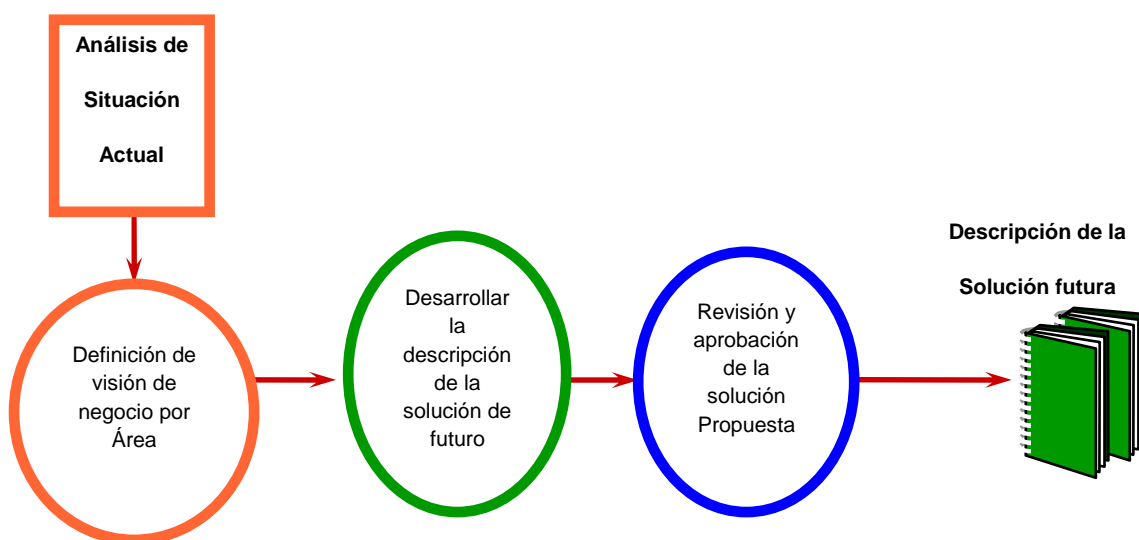 Análisis de
Situación
Actual
Definición de
visión de
negocio por
Área
Desarrollar
la
descripción
de la
solución de
futuro
Revisión y
aprobación
de la
solución
Propuesta
Descripción de la
Solución futura